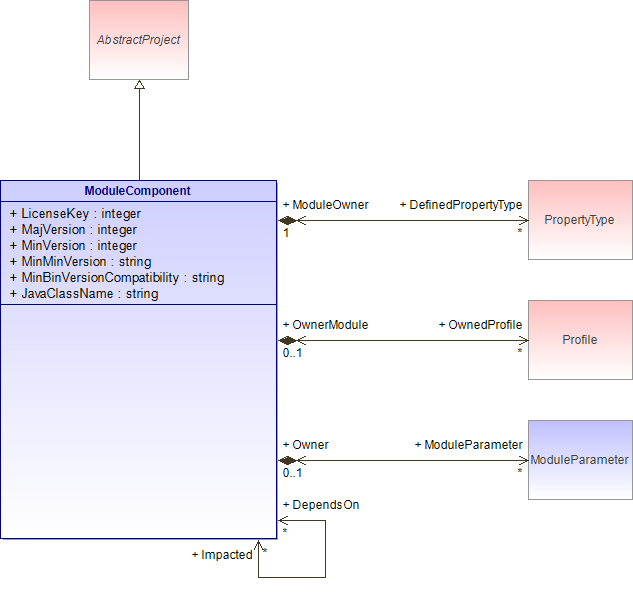 AbstractProject
ModuleComponent
+ LicenseKey : integer
+ MajVersion : integer
+ MinVersion : integer
+ MinMinVersion : string
+ MinBinVersionCompatibility : string
+ JavaClassName : string
+ ModuleOwner
+ DefinedPropertyType
1
*
PropertyType
+ OwnerModule
+ OwnedProfile
0..1
*
Profile
+ Owner
+ ModuleParameter
0..1
*
ModuleParameter
+ DependsOn
*
+ Impacted
*